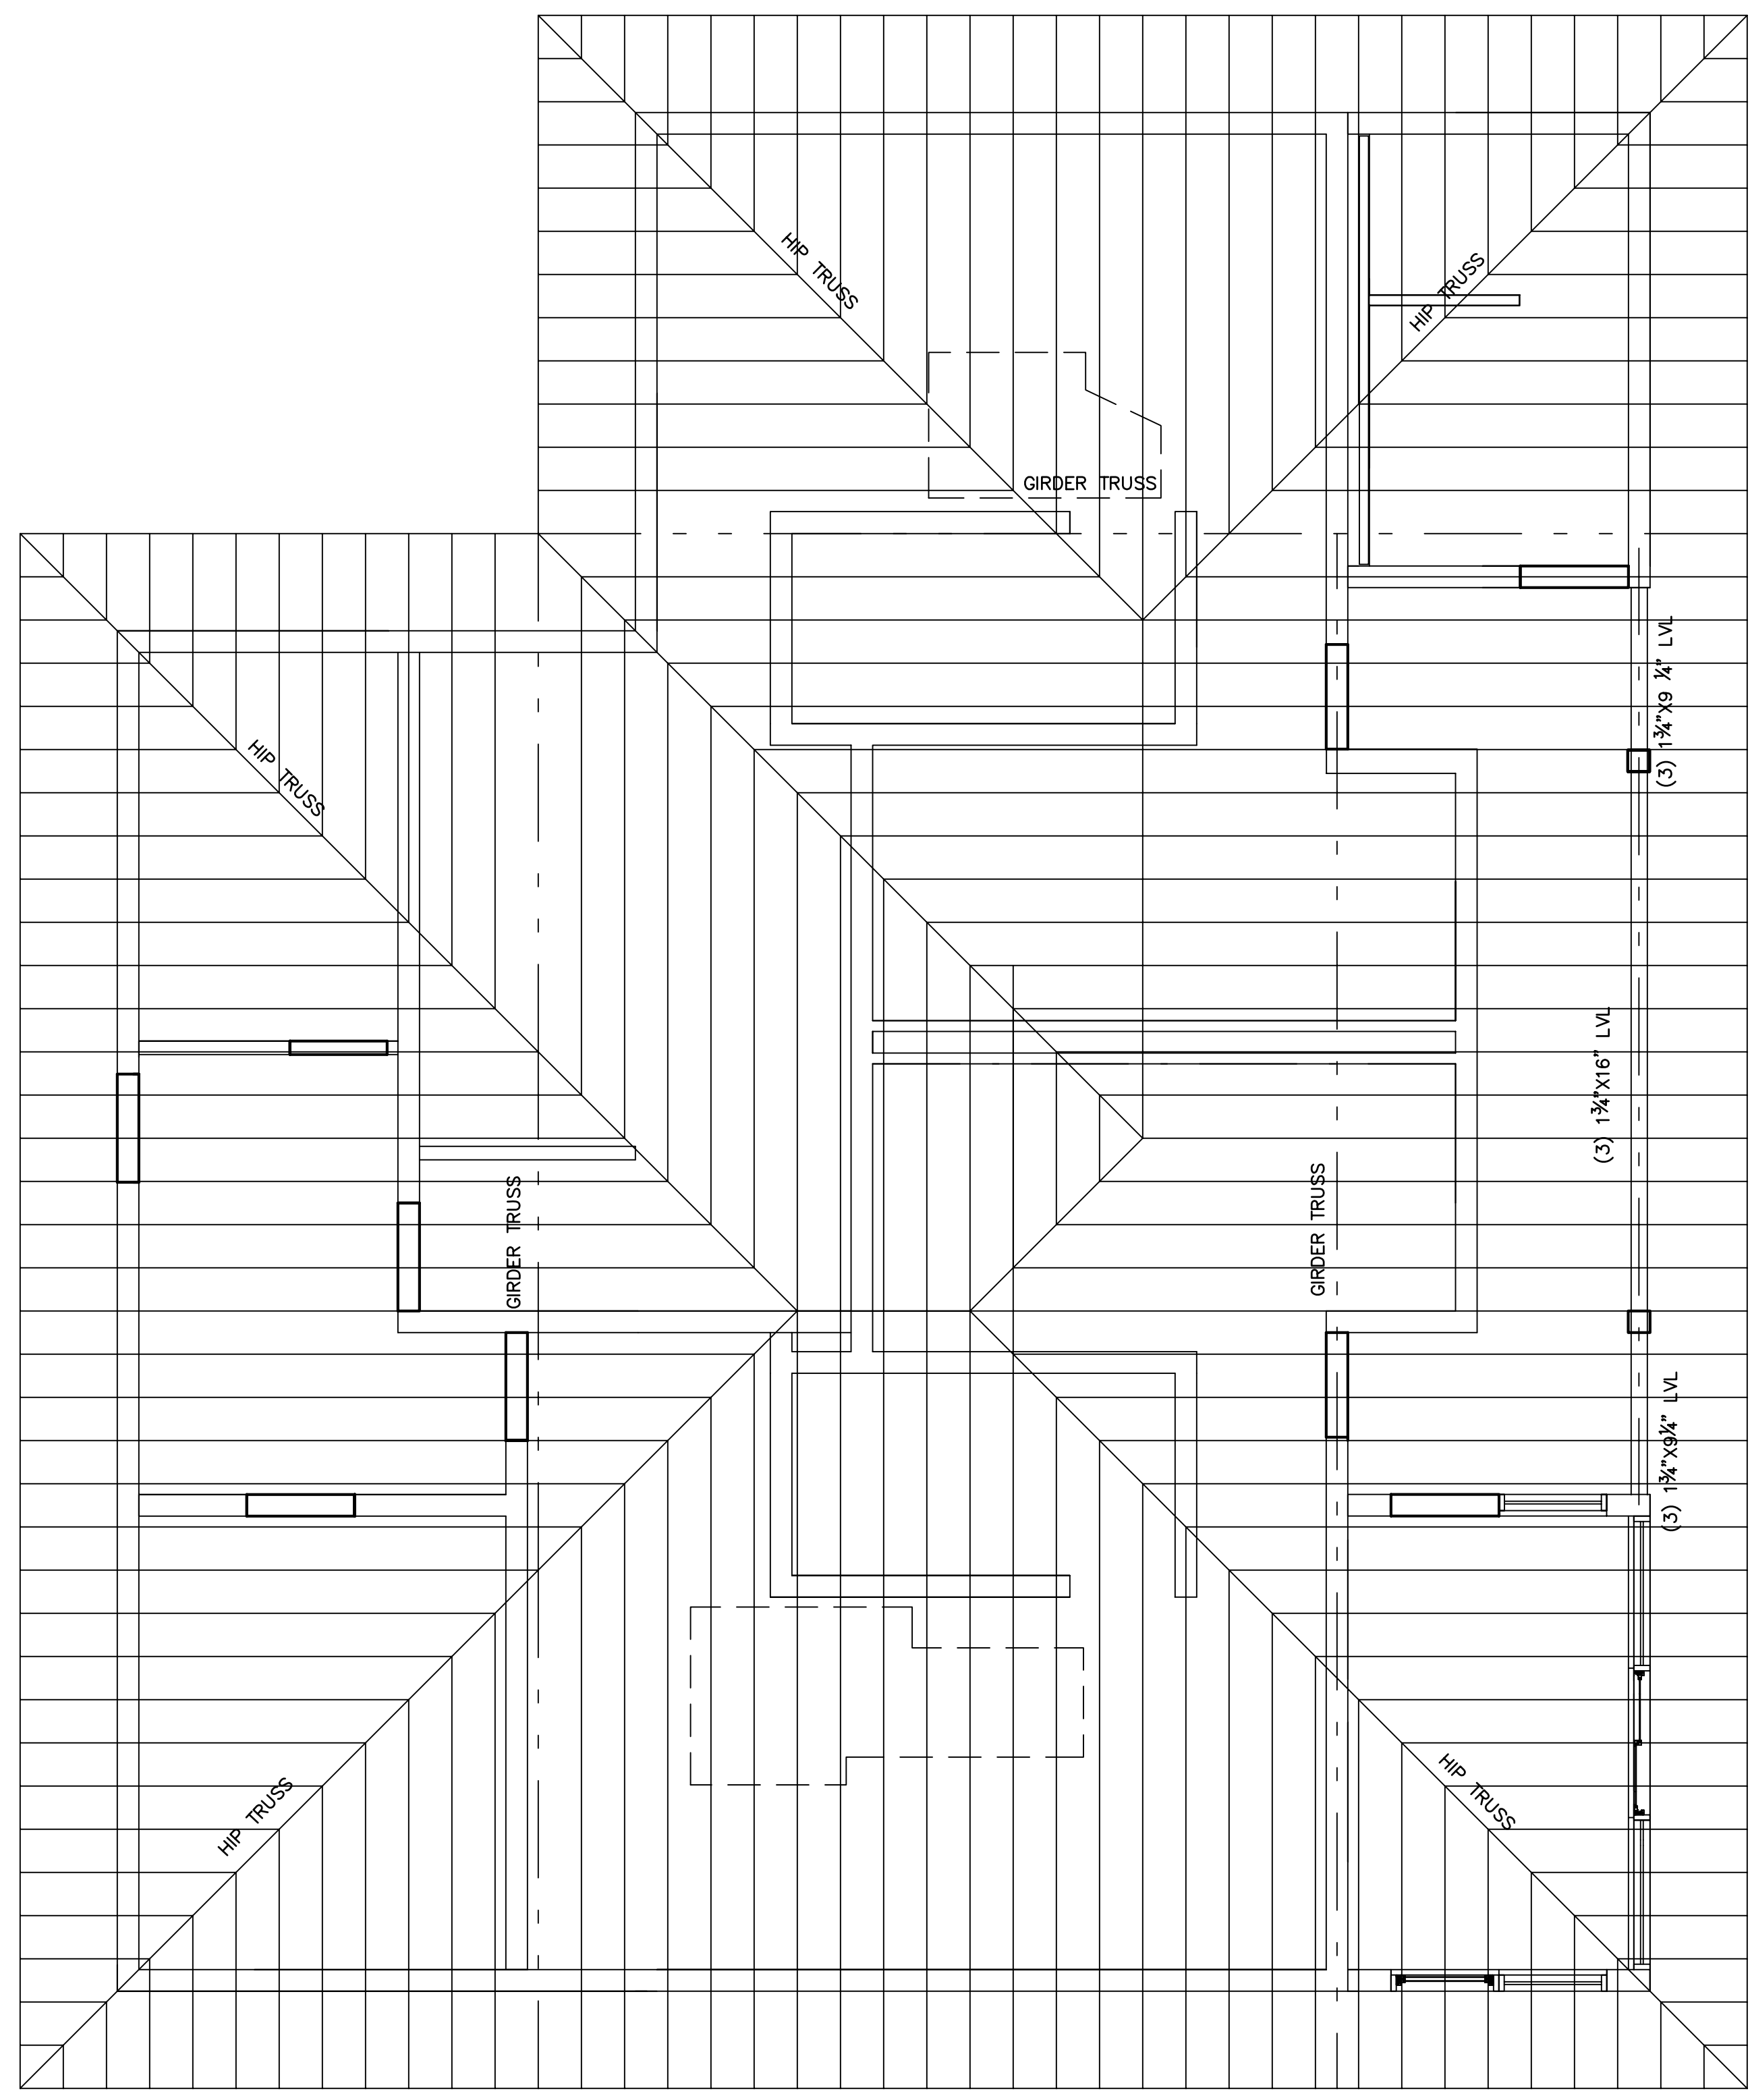 HIP TRUSS
HIP TRUSS
GIRDER TRUSS
(3) 1¾"X9 ¼" LVL
HIP TRUSS
(3) 1¾"X16" LVL
GIRDER TRUSS
GIRDER TRUSS
(3) 1¾"X9¼" LVL
HIP TRUSS
HIP TRUSS